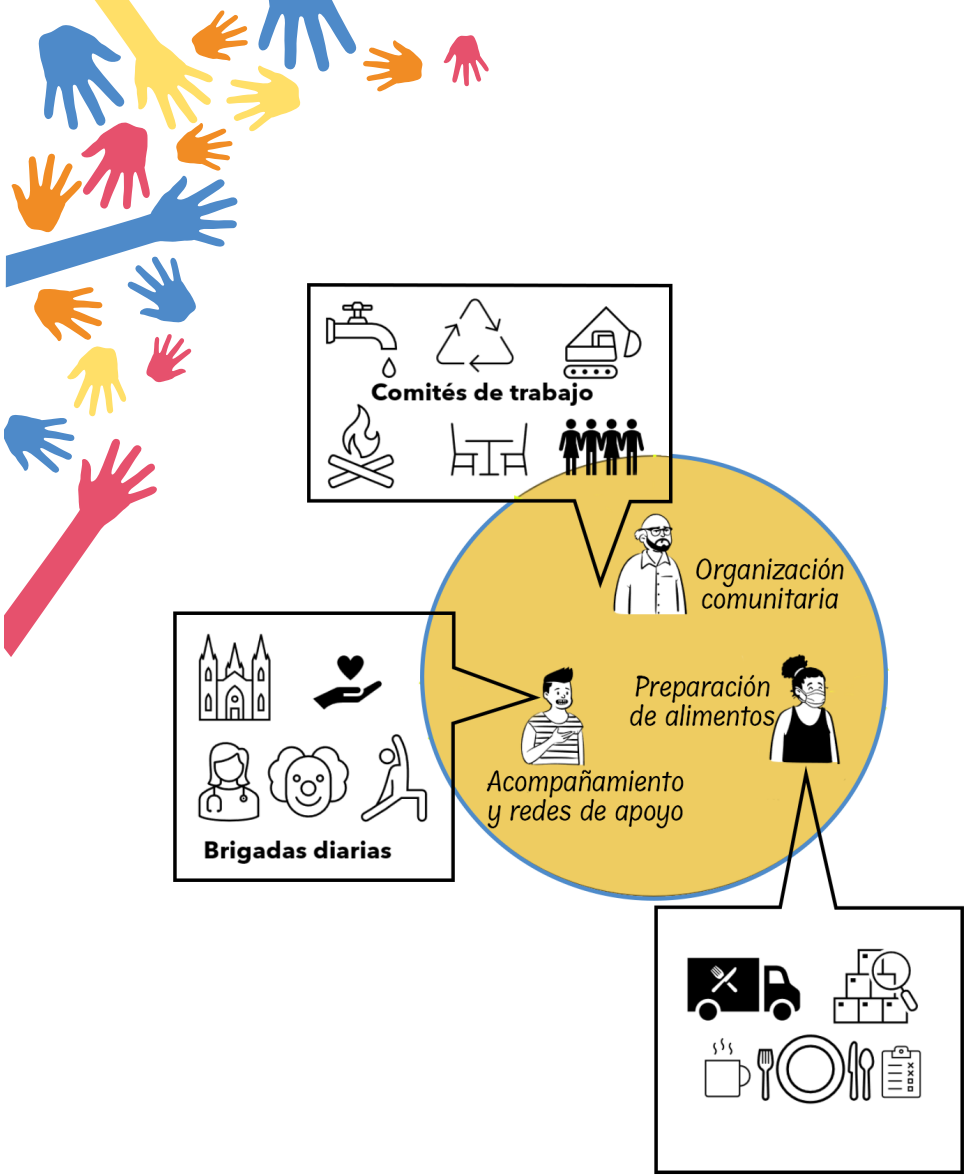 Comités de trabajo
Organización
comunitaria
Preparación
de alimentos
Acompañamiento
y redes de apoyo
Brigadas diarias